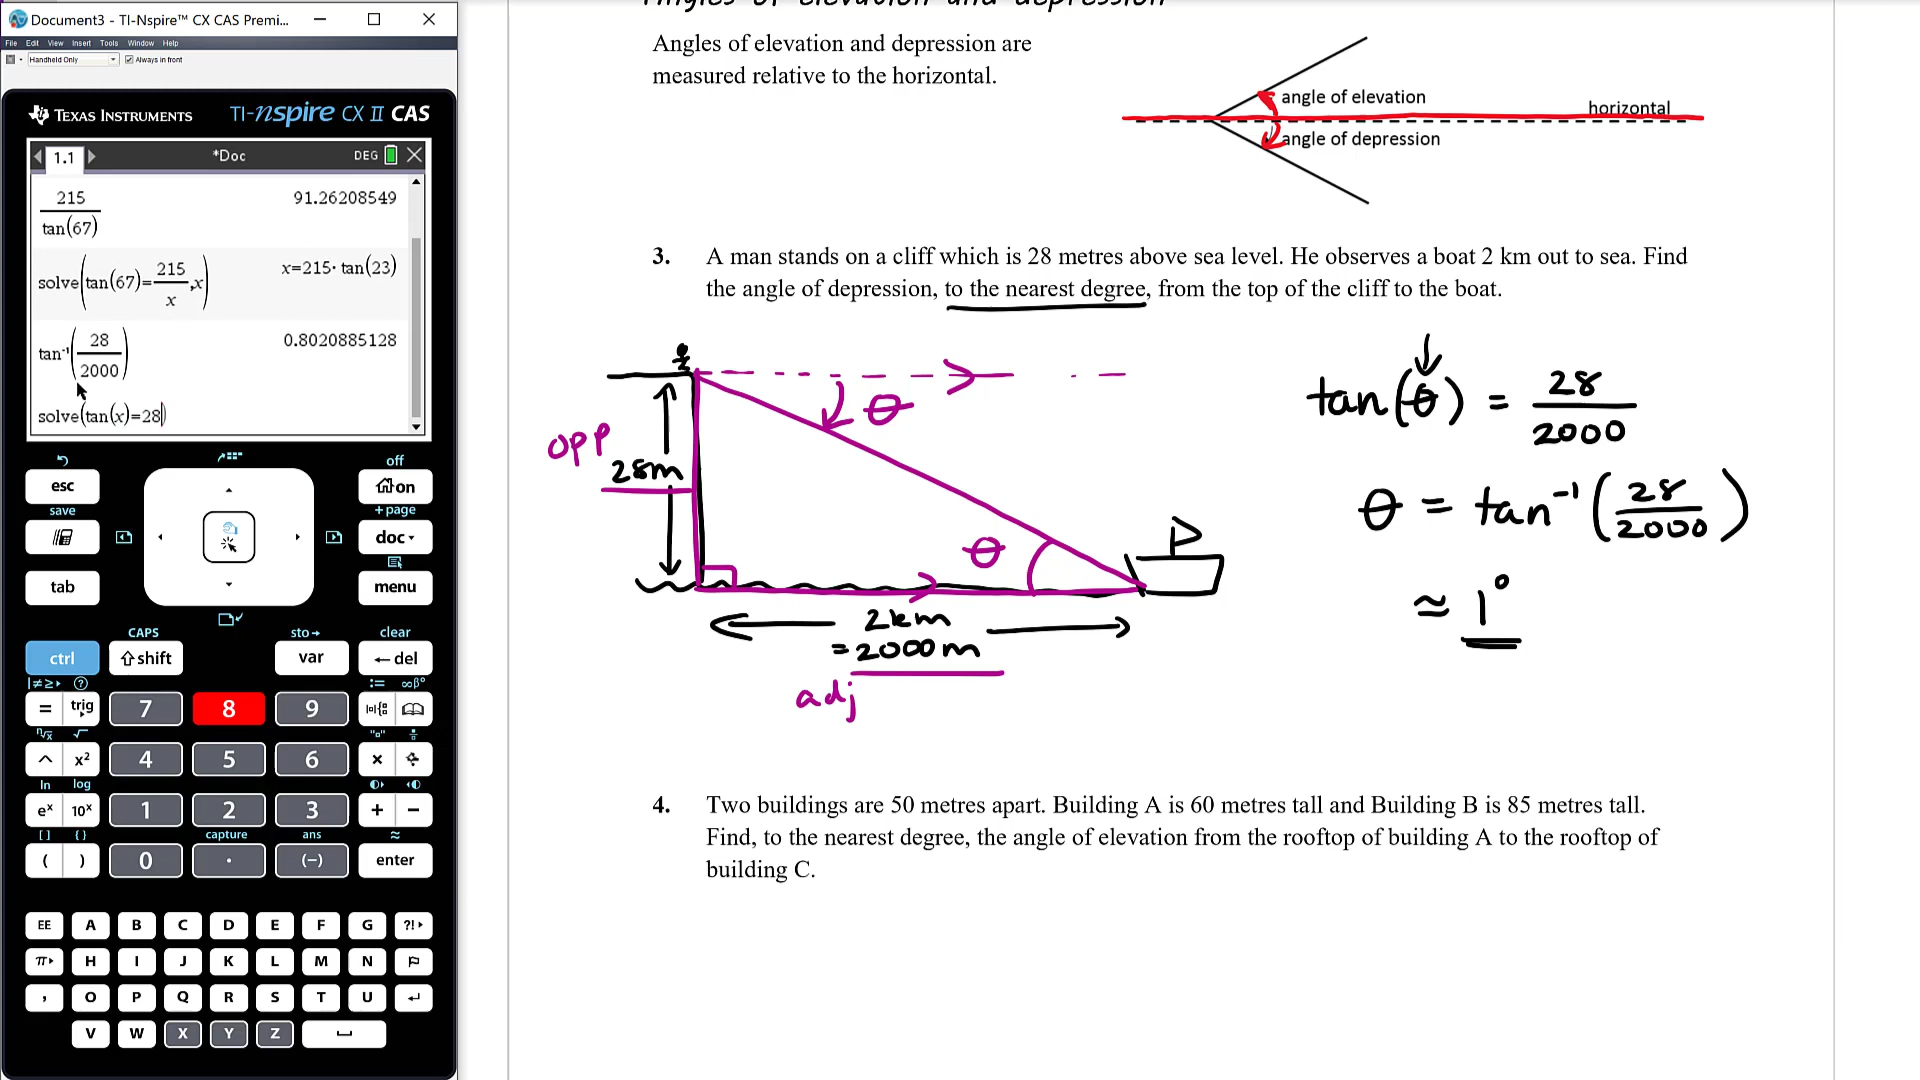 Document3 - TI-Nspire™ CX CAS Premi...
File Edit View Insert Tools Window Help
Handheld Only
Always in front
TEXAS INSTRUMENTS
TI-nspire CX II CAS
1.1
*Doc
DEG
215
tan(67)
91.26208549
solve(tan(67)=215/x,x)
x=215·tan(23)
tan⁻¹(28/2000)
0.8020885128
solve(tan(x)=28)
off
esc
on
save
+page
doc
tab
menu
CAPS
sto→
clear
ctrl
shift
var
←del
=
trig
7
8
9
^
x²
4
5
6
×
÷
ln
log
eˣ
10ˣ
1
2
3
+
−
capture
ans
≈
(
)
0
.
(−)
enter
EE
A
B
C
D
E
F
G
?!
π
H
I
J
K
L
M
N
,
O
P
Q
R
S
T
U
V
W
X
Y
Z
Angles of elevation and depression
Angles of elevation and depression are
measured relative to the horizontal.
angle of elevation
horizontal
angle of depression
3. A man stands on a cliff which is 28 metres above sea level. He observes a boat 2 km out to sea. Find
the angle of depression, to the nearest degree, from the top of the cliff to the boat.
θ
opp
28m
θ
2km
=2000m
adj
tan(θ) = 28/2000
θ = tan⁻¹(28/2000)
≈ 1°
4. Two buildings are 50 metres apart. Building A is 60 metres tall and Building B is 85 metres tall.
Find, to the nearest degree, the angle of elevation from the rooftop of building A to the rooftop of
building C.